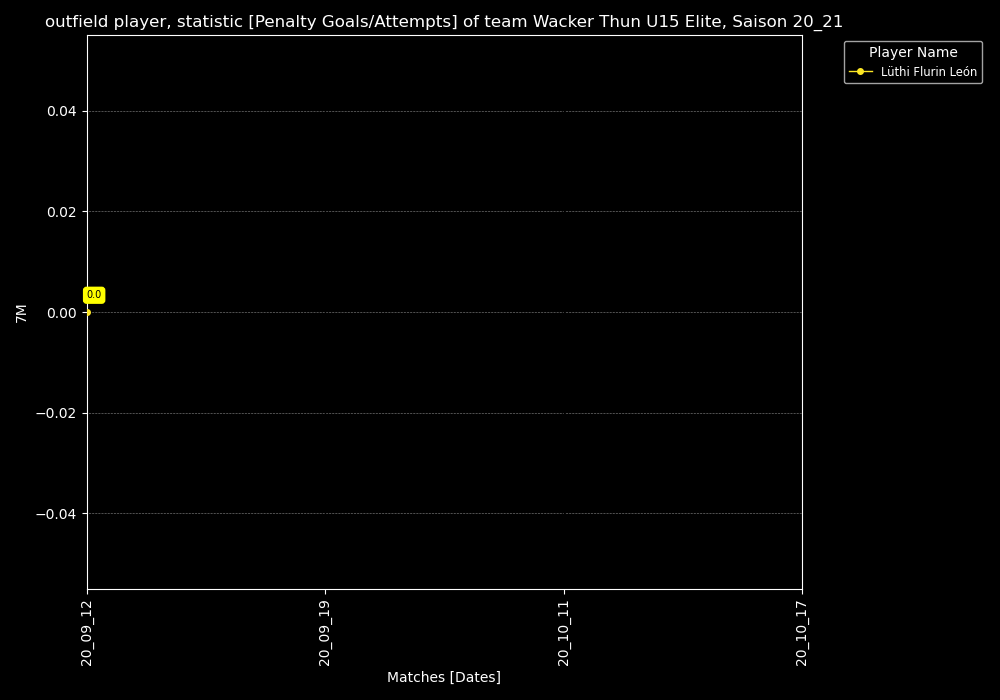 outfield player, statistic [Penalty Goals/Attempts] of team Wacker Thun U15 Elite, Saison 20_21
Player Name
Lüthi Flurin León
0.04
0.02
0.00
−0.02
−0.04
0.0
7M
20_09_12
20_09_19
20_10_11
20_10_17
Matches [Dates]